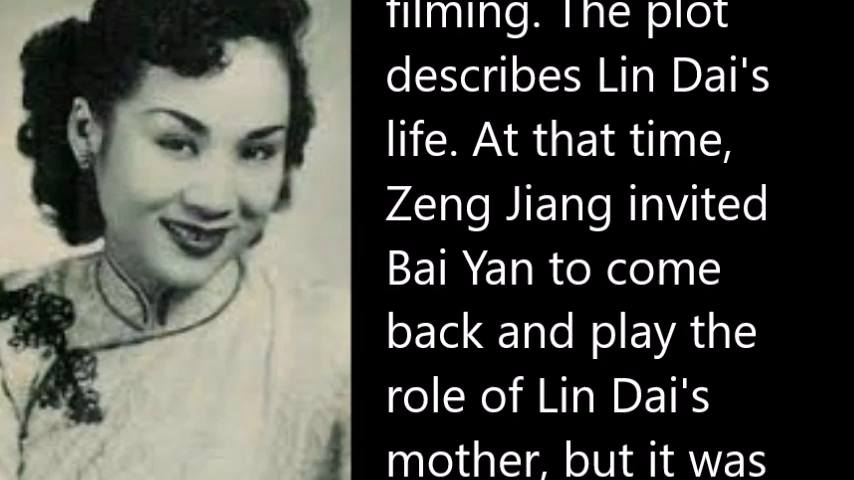 filming. The plot
describes Lin Dai's
life. At that time,
Zeng Jiang invited
Bai Yan to come
back and play the
role of Lin Dai's
mother, but it was